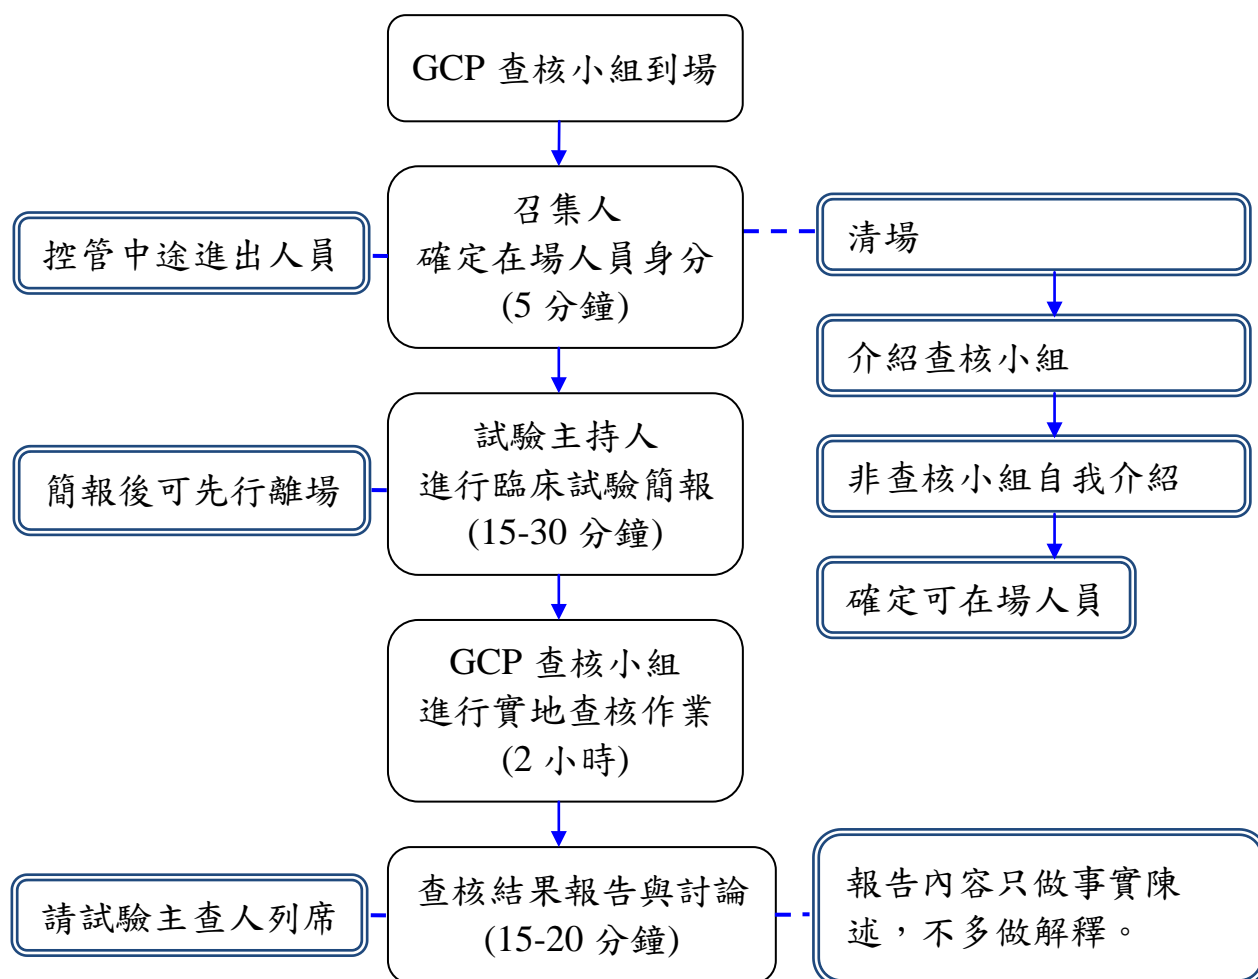 GCP 查核小組到場
召集人
確定在場人員身分
(5 分鐘)
控管中途進出人員
清場
介紹查核小組
非查核小組自我介紹
確定可在場人員
試驗主持人
進行臨床試驗簡報
(15-30 分鐘)
簡報後可先行離場
GCP 查核小組
進行實地查核作業
(2 小時)
查核結果報告與討論
(15-20 分鐘)
請試驗主查人列席
報告內容只做事實陳
述，不多做解釋。